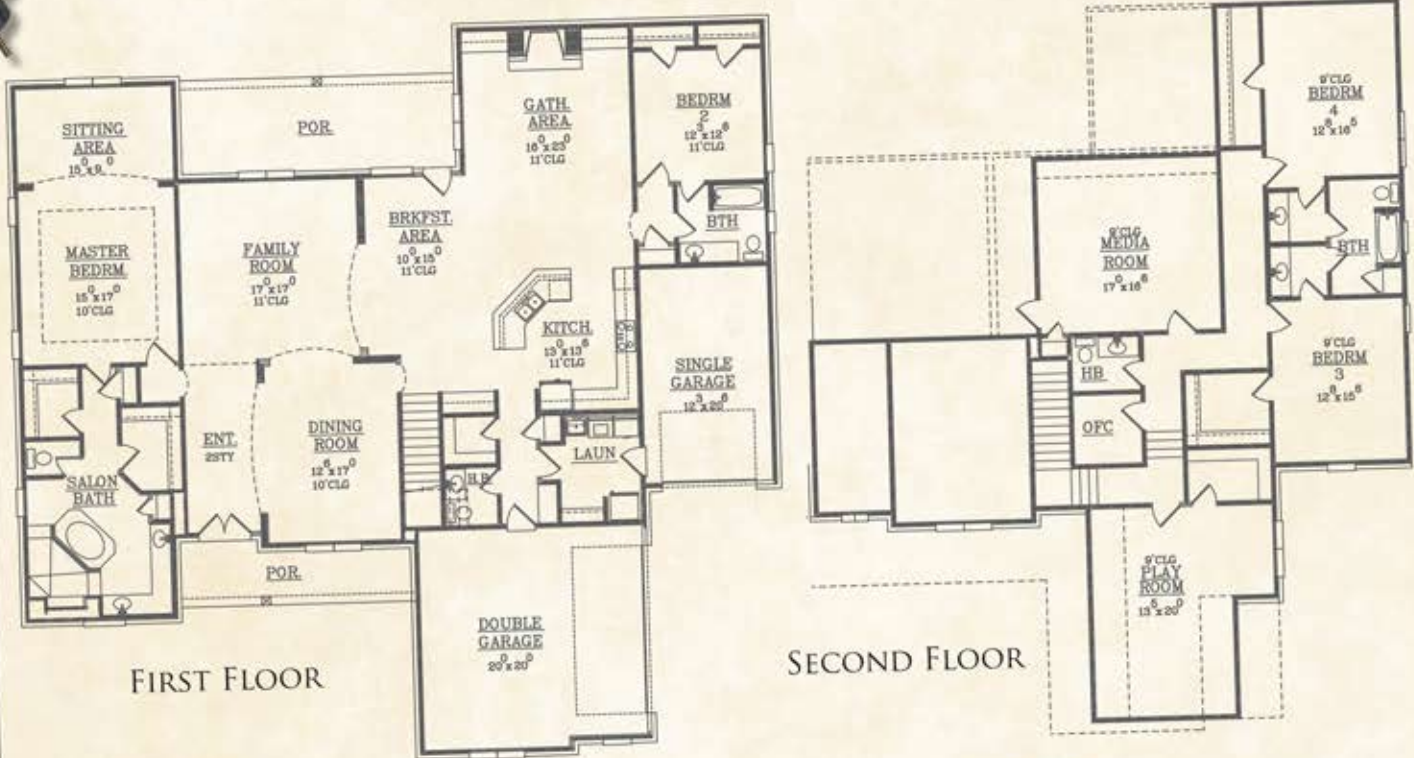 SITTING
AREA
15⁰x9⁰
POR.
GATH.
AREA
16⁰x23⁰
11'CLG
BEDRM
2
12³x12⁶
11'CLG
BTH
BRKFST.
AREA
10⁰x15⁰
11'CLG
MASTER
BEDRM
15⁰x17⁰
10'CLG
FAMILY
ROOM
17⁰x17⁰
11'CLG
KITCH.
13⁰x13⁶
11'CLG
SINGLE
GARAGE
12³x20⁶
ENT.
2STY
DINING
ROOM
12⁶x17⁰
10'CLG
LAUN
H.B.
SALON
BATH
POR.
DOUBLE
GARAGE
20⁰x20⁰
FIRST FLOOR
9'CLG
BEDRM
4
12⁸x16⁵
BTH
9'CLG
MEDIA
ROOM
17⁰x16⁶
HB
OFC
9'CLG
BEDRM
3
12⁸x15⁶
9'CLG
PLAY
ROOM
13⁵x20⁰
SECOND FLOOR